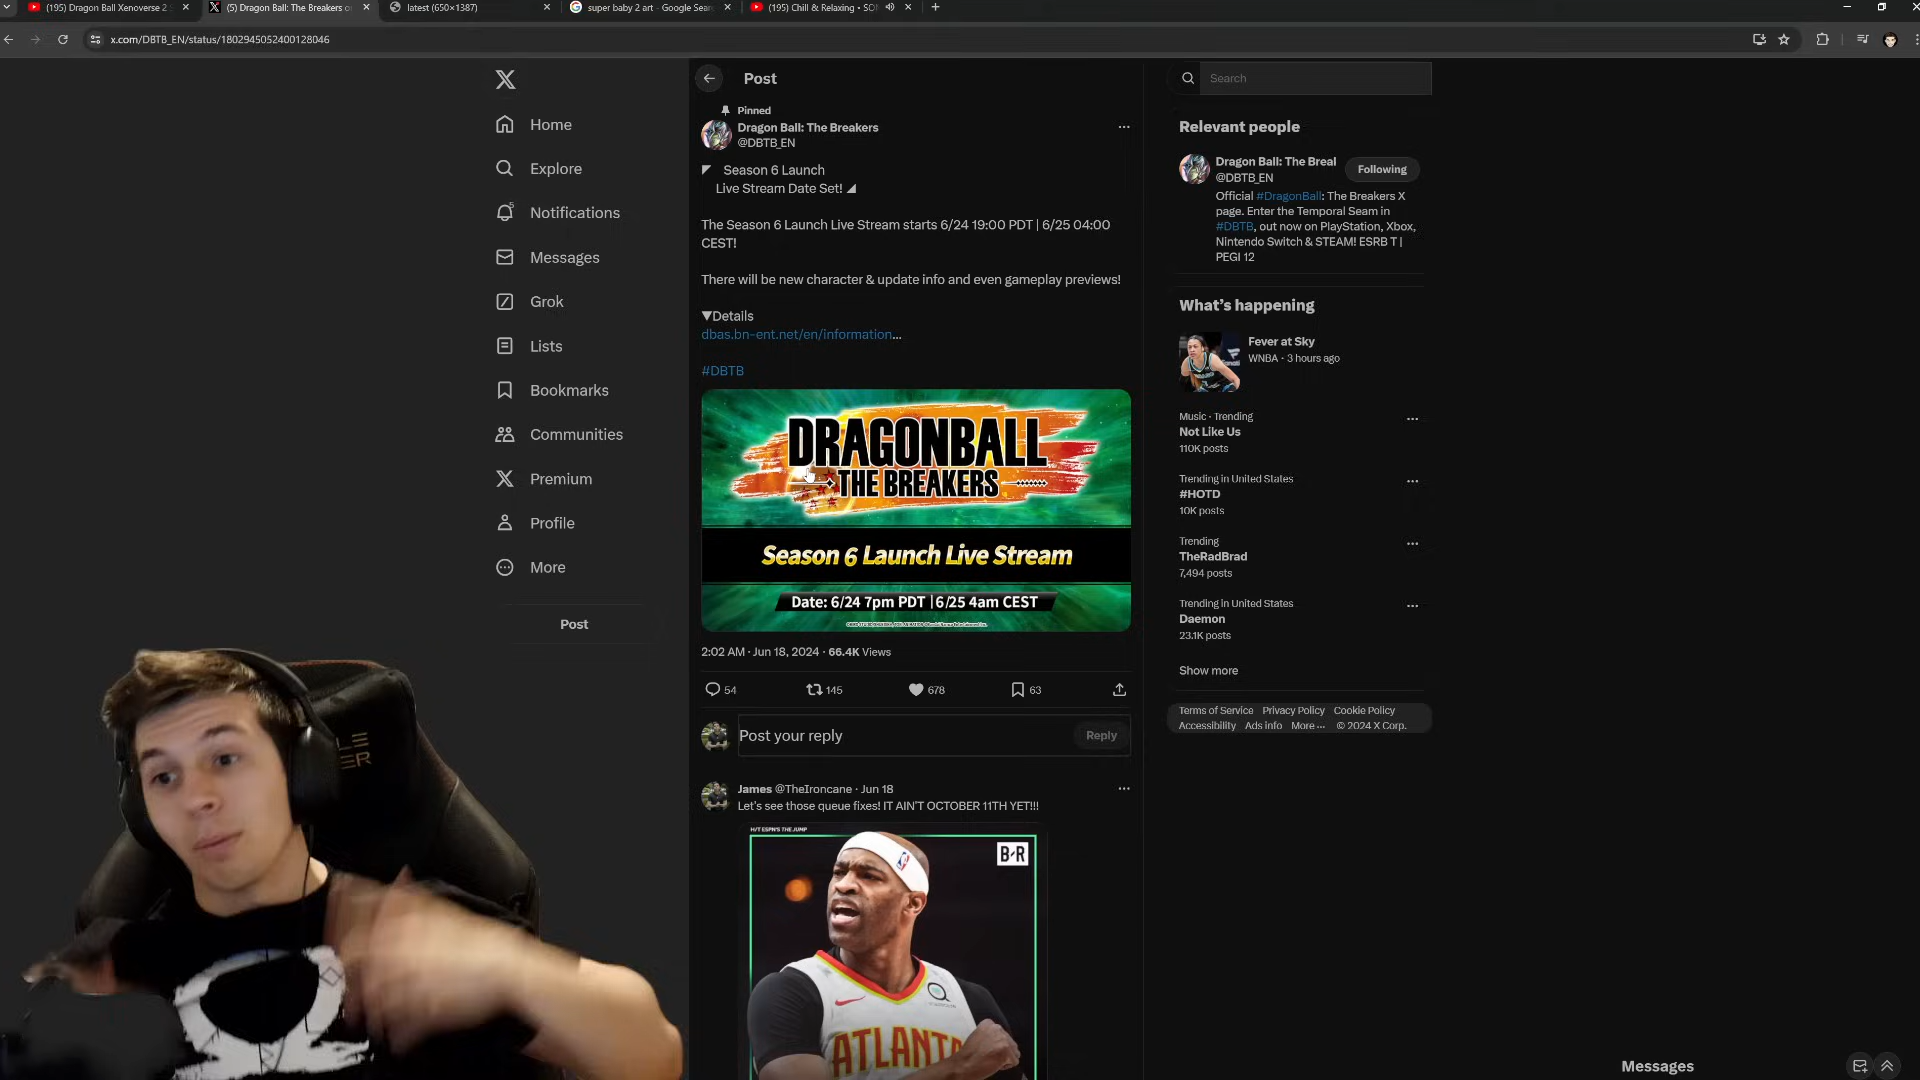 (195) Dragon Ball Xenoverse 2
(5) Dragon Ball: The Breakers o
latest (650×1387)
super baby 2 art - Google Sear
(195) Chill & Relaxing • SO
x.com/DBTB_EN/status/1802945052400128046
Home
Explore
5
Notifications
Messages
Grok
Lists
Bookmarks
Communities
Premium
Profile
More
Post
Post
Pinned
Dragon Ball: The Breakers
@DBTB_EN
Season 6 Launch
Live Stream Date Set!
The Season 6 Launch Live Stream starts 6/24 19:00 PDT | 6/25 04:00
CEST!
There will be new character & update info and even gameplay previews!
▼Details
dbas.bn-ent.net/en/information…
#DBTB
DRAGONBALL
THE BREAKERS
Season 6 Launch Live Stream
Date: 6/24 7pm PDT | 6/25 4am CEST
2:02 AM · Jun 18, 2024 · 66.4K Views
54
145
678
63
Post your reply
Reply
James @TheIroncane · Jun 18
Let's see those queue fixes! IT AIN'T OCTOBER 11TH YET!!!
H/T ESPN'S THE JUMP
B/R
ATLANTA
Search
Relevant people
Dragon Ball: The Breal
@DBTB_EN
Following
Official #DragonBall: The Breakers X
page. Enter the Temporal Seam in
#DBTB, out now on PlayStation, Xbox,
Nintendo Switch & STEAM! ESRB T |
PEGI 12
What's happening
Fever at Sky
WNBA · 3 hours ago
Music · Trending
Not Like Us
110K posts
Trending in United States
#HOTD
10K posts
Trending
TheRadBrad
7,494 posts
Trending in United States
Daemon
23.1K posts
Show more
Terms of Service Privacy Policy Cookie Policy
Accessibility Ads info More ··· © 2024 X Corp.
Messages